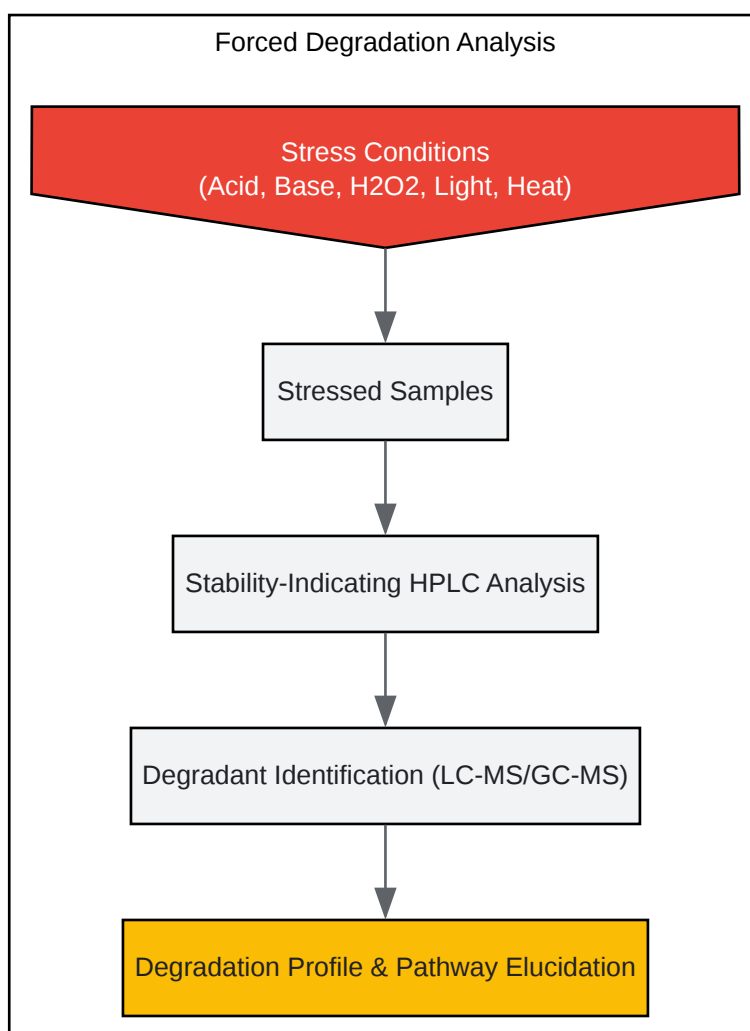 Forced Degradation Analysis
Stress Conditions
(Acid, Base, H2O2, Light, Heat)
Stressed Samples
Stability-Indicating HPLC Analysis
Degradant Identification (LC-MS/GC-MS)
Degradation Profile & Pathway Elucidation